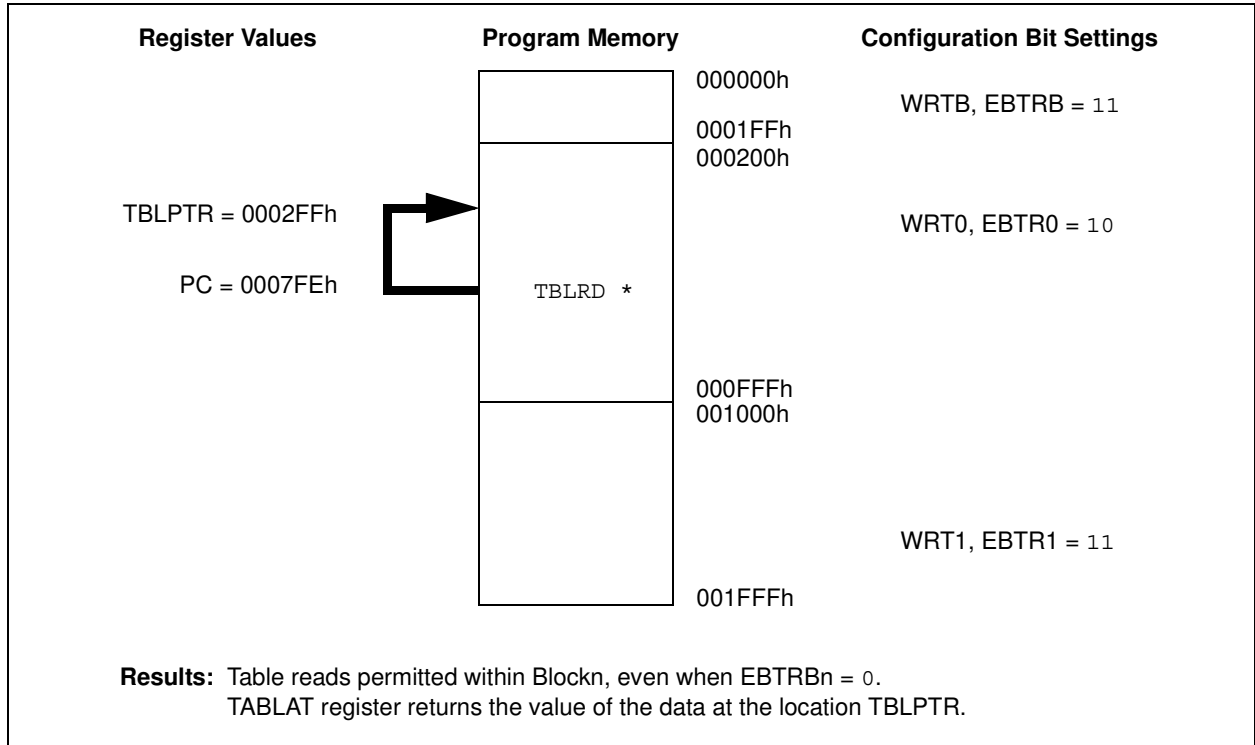 Register Values Program Memory Configuration Bit Settings
000000h
WRTB, EBTRB = 11
0001FFh
000200h
TBLPTR = 0002FFh
WRT0, EBTR0 = 10
PC = 0007FEh
TBLRD *
000FFFh
001000h
WRT1, EBTR1 = 11
001FFFh
Results: Table reads permitted within Blockn, even when EBTRBn = 0.
TABLAT register returns the value of the data at the location TBLPTR.